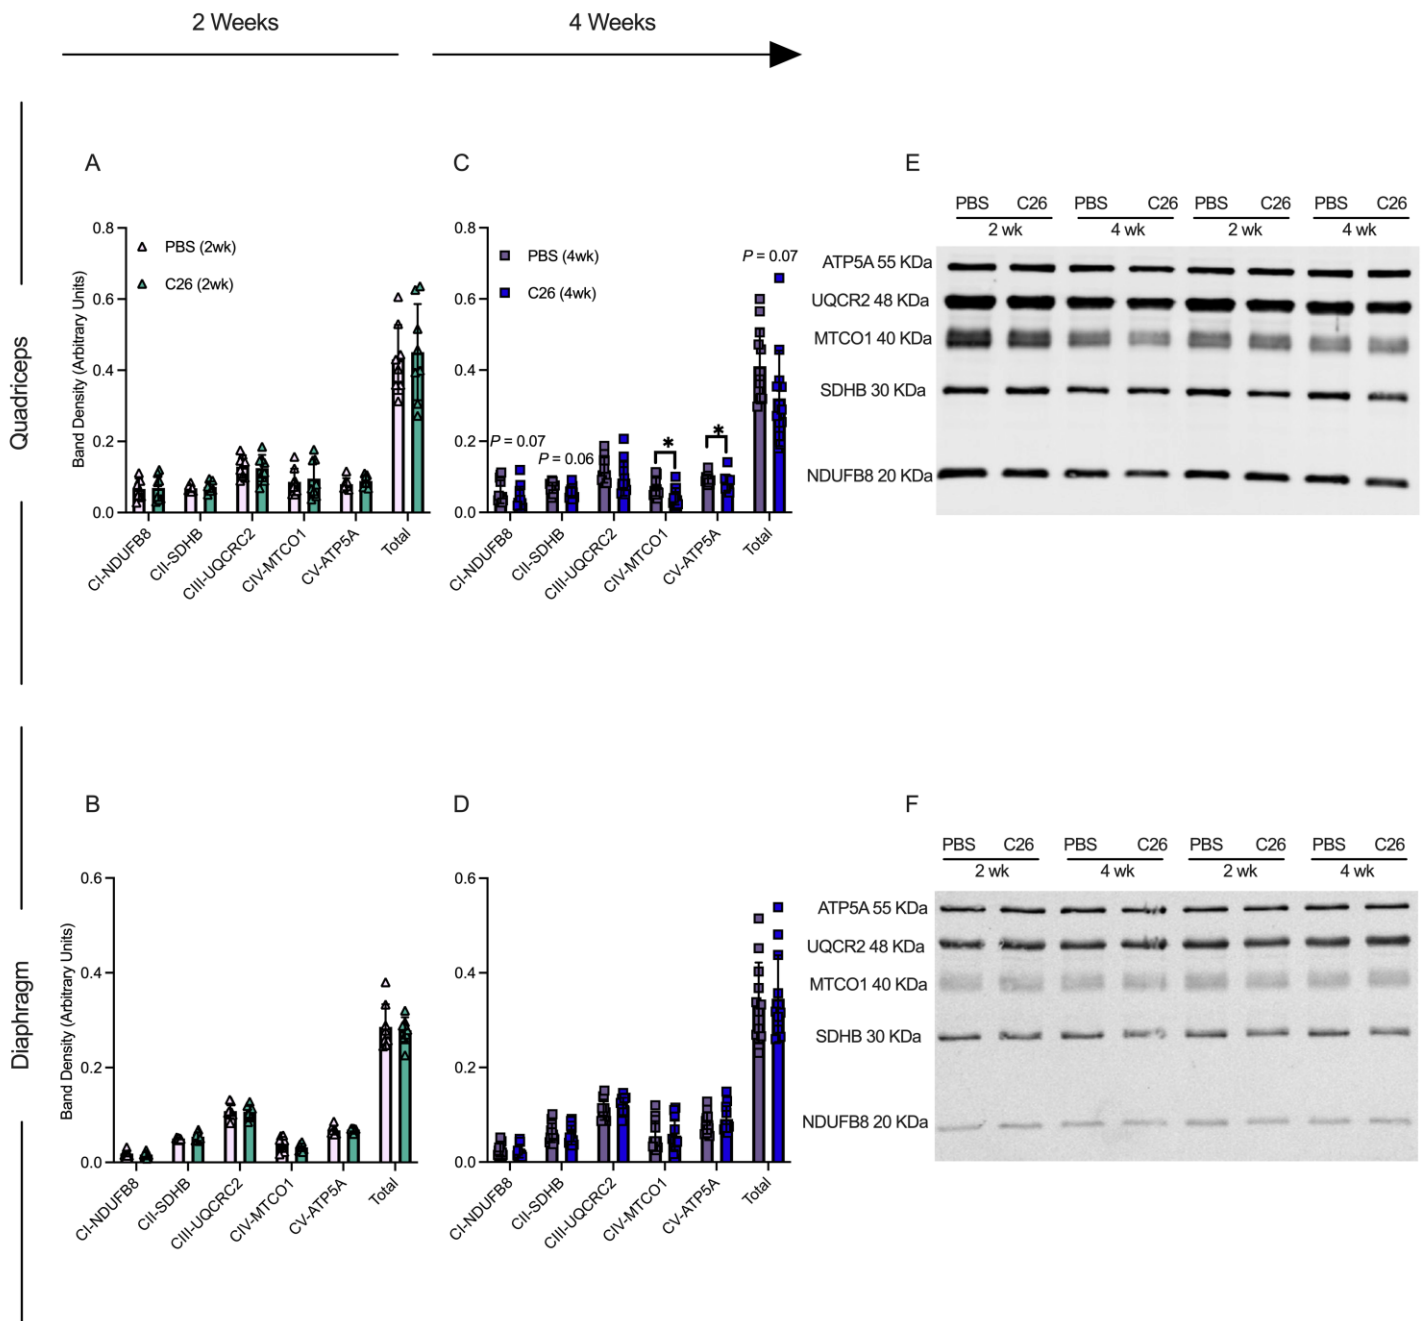 2 Weeks
4 Weeks
Quadriceps
A
Band Density (Arbitrary Units)
0.8
0.6
0.4
0.2
0.0
PBS (2wk)
C26 (2wk)
CI-NDUFB8
CII-SDHB
CIII-UQCRC2
CIV-MTCO1
CV-ATP5A
Total
C
0.8
0.6
0.4
0.2
0.0
PBS (4wk)
C26 (4wk)
P = 0.07
P = 0.06
*
*
P = 0.07
CI-NDUFB8
CII-SDHB
CIII-UQCRC2
CIV-MTCO1
CV-ATP5A
Total
E
PBS C26 PBS C26 PBS C26 PBS C26
2 wk 4 wk 2 wk 4 wk
ATP5A 55 KDa
UQCR2 48 KDa
MTCO1 40 KDa
SDHB 30 KDa
NDUFB8 20 KDa
Diaphragm
B
Band Density (Arbitrary Units)
0.6
0.4
0.2
0.0
CI-NDUFB8
CII-SDHB
CIII-UQCRC2
CIV-MTCO1
CV-ATP5A
Total
D
0.6
0.4
0.2
0.0
CI-NDUFB8
CII-SDHB
CIII-UQCRC2
CIV-MTCO1
CV-ATP5A
Total
F
PBS C26 PBS C26 PBS C26 PBS C26
2 wk 4 wk 2 wk 4 wk
ATP5A 55 KDa
UQCR2 48 KDa
MTCO1 40 KDa
SDHB 30 KDa
NDUFB8 20 KDa